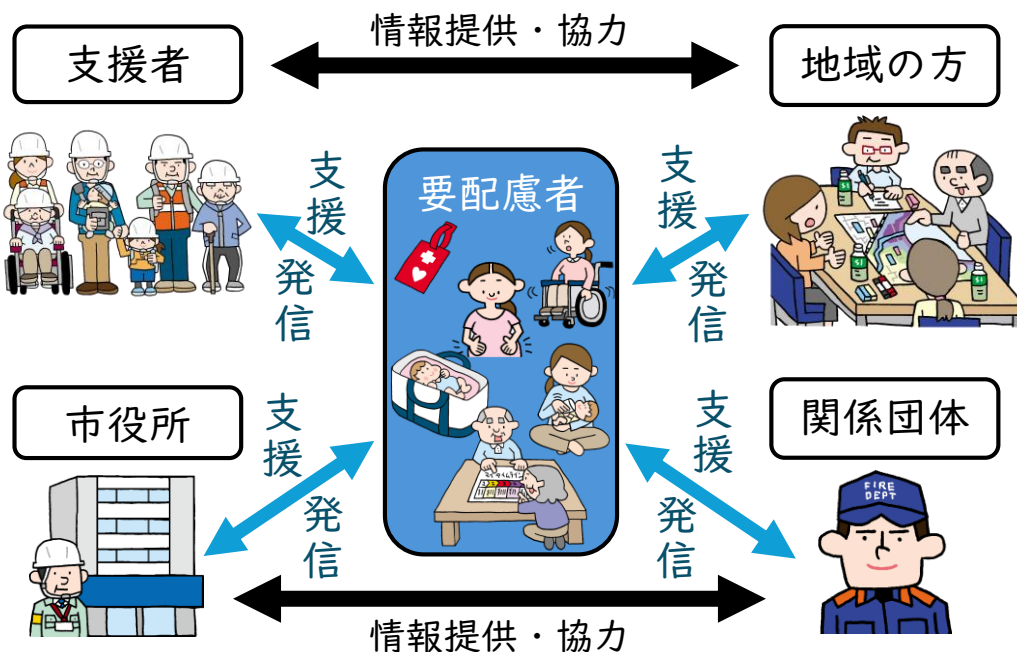 情報提供・協力
支援者
地域の方
要配慮者
支援
発信
支援
発信
市役所
関係団体
支援
発信
支援
発信
FIRE
DEPT
情報提供・協力